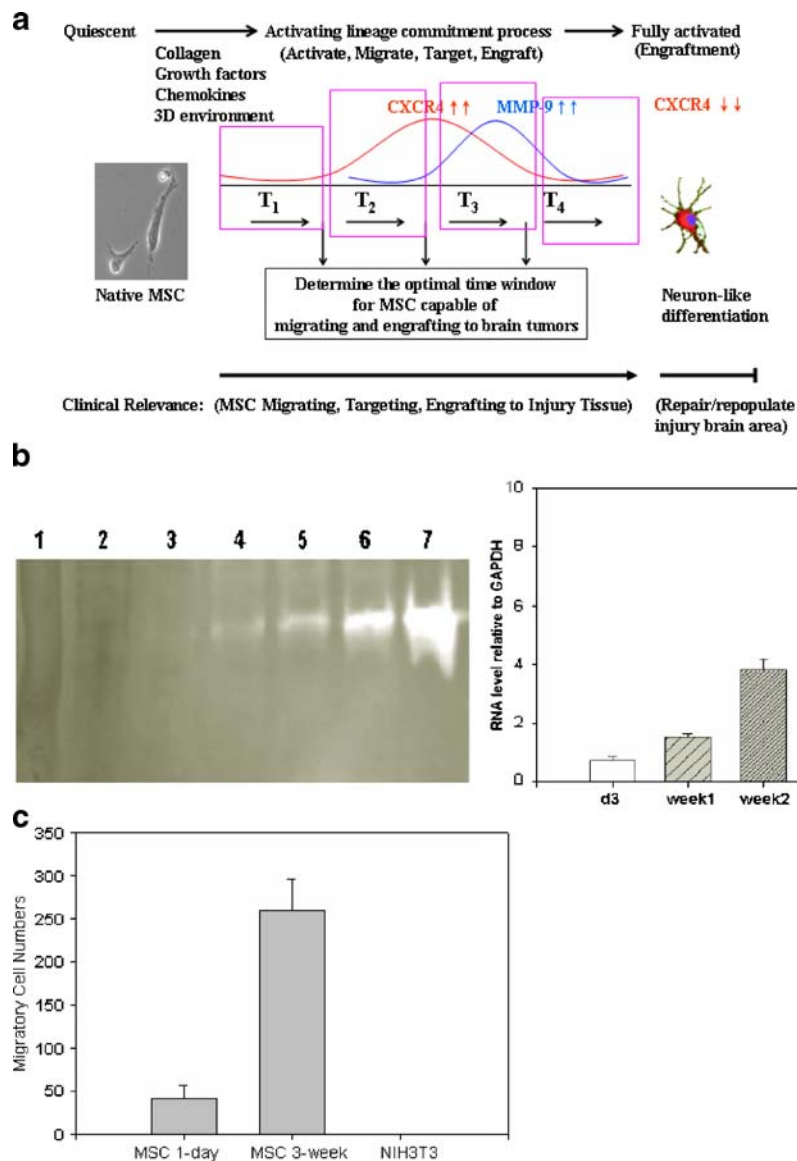 a
Quiescent Activating lineage commitment process Fully activated
(Activate, Migrate, Target, Engraft) (Engraftment)
Collagen
Growth factors
Chemokines
3D environment
CXCR4 ↑↑ MMP-9 ↑↑ CXCR4 ↓↓
T1 T2 T3 T4
Native MSC
Determine the optimal time window
for MSC capable of
migrating and engrafting to brain tumors
Neuron-like
differentiation
Clinical Relevance: (MSC Migrating, Targeting, Engrafting to Injury Tissue) (Repair/repopulate
injury brain area)
b
1 2 3 4 5 6 7
RNA level relative to GAPDH
10
8
6
4
2
0
d3 week1 week2
c
Migratory Cell Numbers
350
300
250
200
150
100
50
0
MSC 1-day MSC 3-week NIH3T3